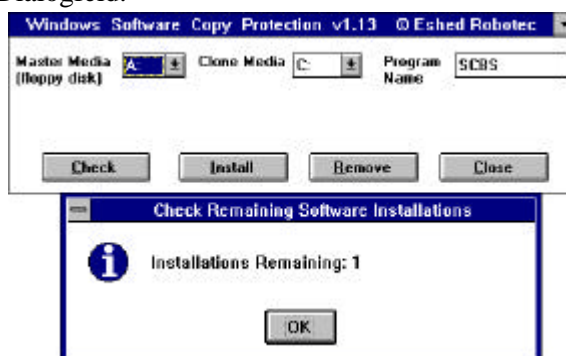 Dialogfeld:
Windows Software Copy Protection v1.13 © Eshed Robotec
Master Media (floppy disk) A: Clone Media C: Program Name SCBS
Check Install Remove Close
Check Remaining Software Installations
Installations Remaining: 1
OK